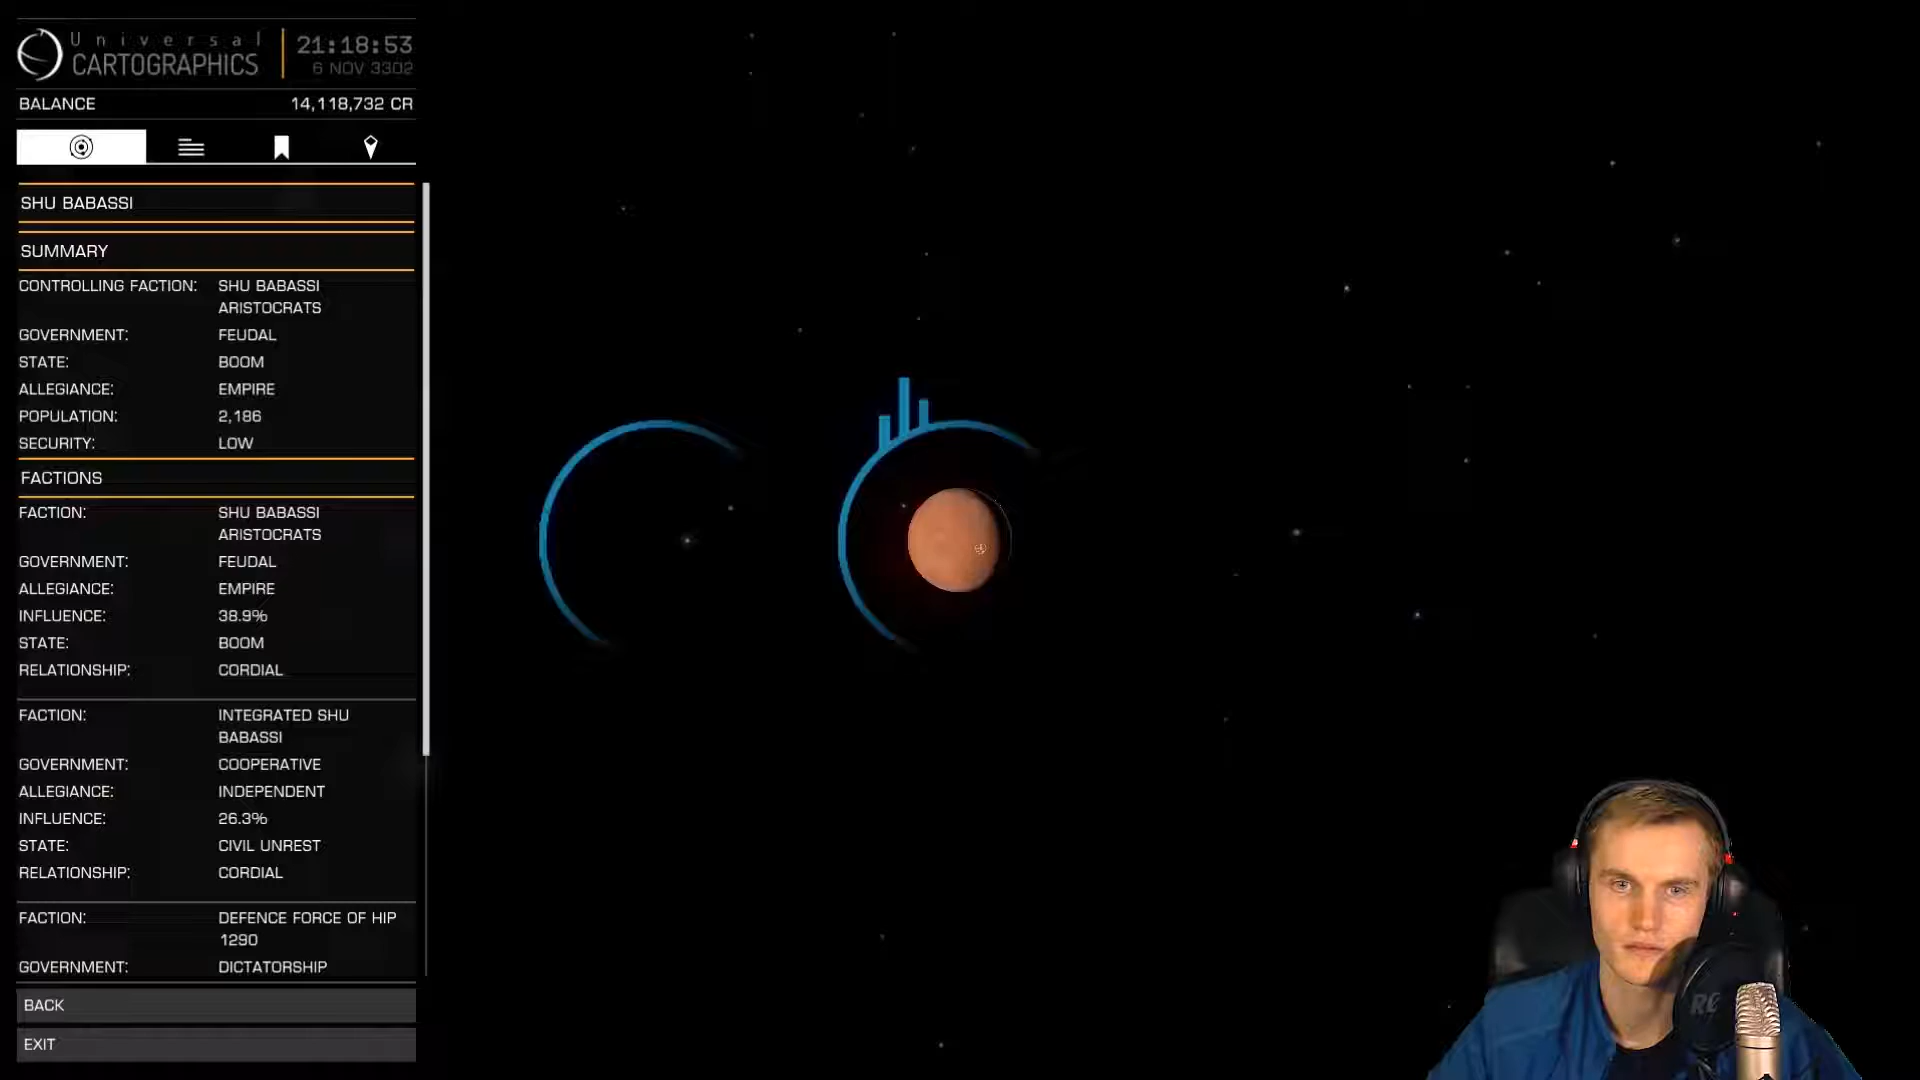 Universal
CARTOGRAPHICS
21:18:53
6 NOV 3302
BALANCE 14,118,732 CR
SHU BABASSI
SUMMARY
CONTROLLING FACTION: SHU BABASSI
ARISTOCRATS
GOVERNMENT: FEUDAL
STATE: BOOM
ALLEGIANCE: EMPIRE
POPULATION: 2,186
SECURITY: LOW
FACTIONS
FACTION: SHU BABASSI
ARISTOCRATS
GOVERNMENT: FEUDAL
ALLEGIANCE: EMPIRE
INFLUENCE: 38.9%
STATE: BOOM
RELATIONSHIP: CORDIAL
FACTION: INTEGRATED SHU
BABASSI
GOVERNMENT: COOPERATIVE
ALLEGIANCE: INDEPENDENT
INFLUENCE: 26.3%
STATE: CIVIL UNREST
RELATIONSHIP: CORDIAL
FACTION: DEFENCE FORCE OF HIP
1290
GOVERNMENT: DICTATORSHIP
BACK
EXIT